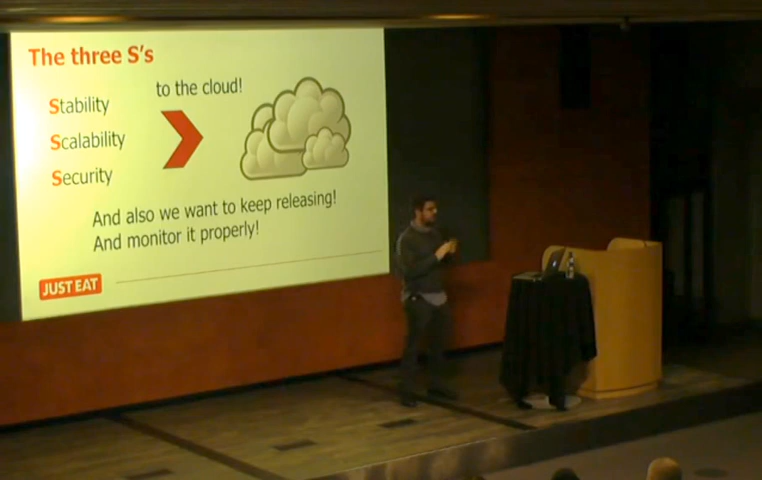 The three S's
to the cloud!
Stability
Scalability
Security
And also we want to keep releasing!
And monitor it properly!
JUST EAT